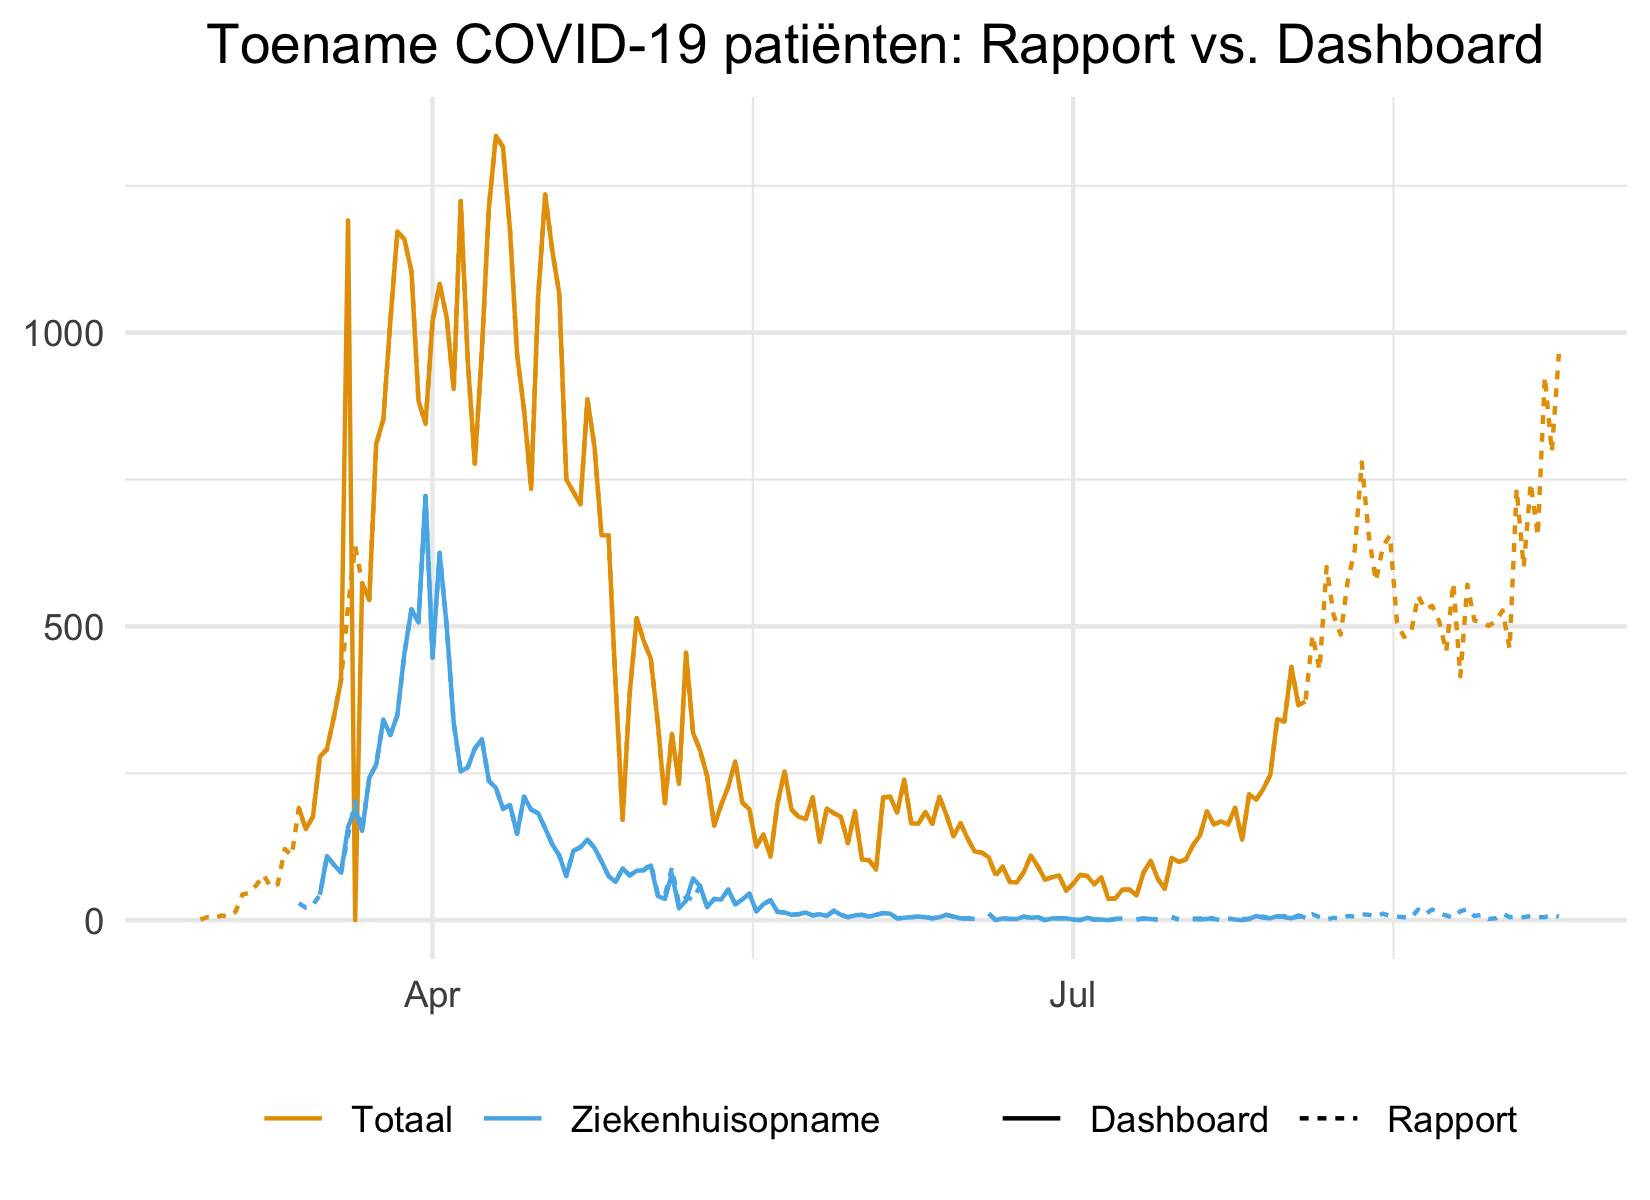 Toename COVID-19 patiënten: Rapport vs. Dashboard
1000
500
0
Apr Jul
Totaal Ziekenhuisopname Dashboard Rapport